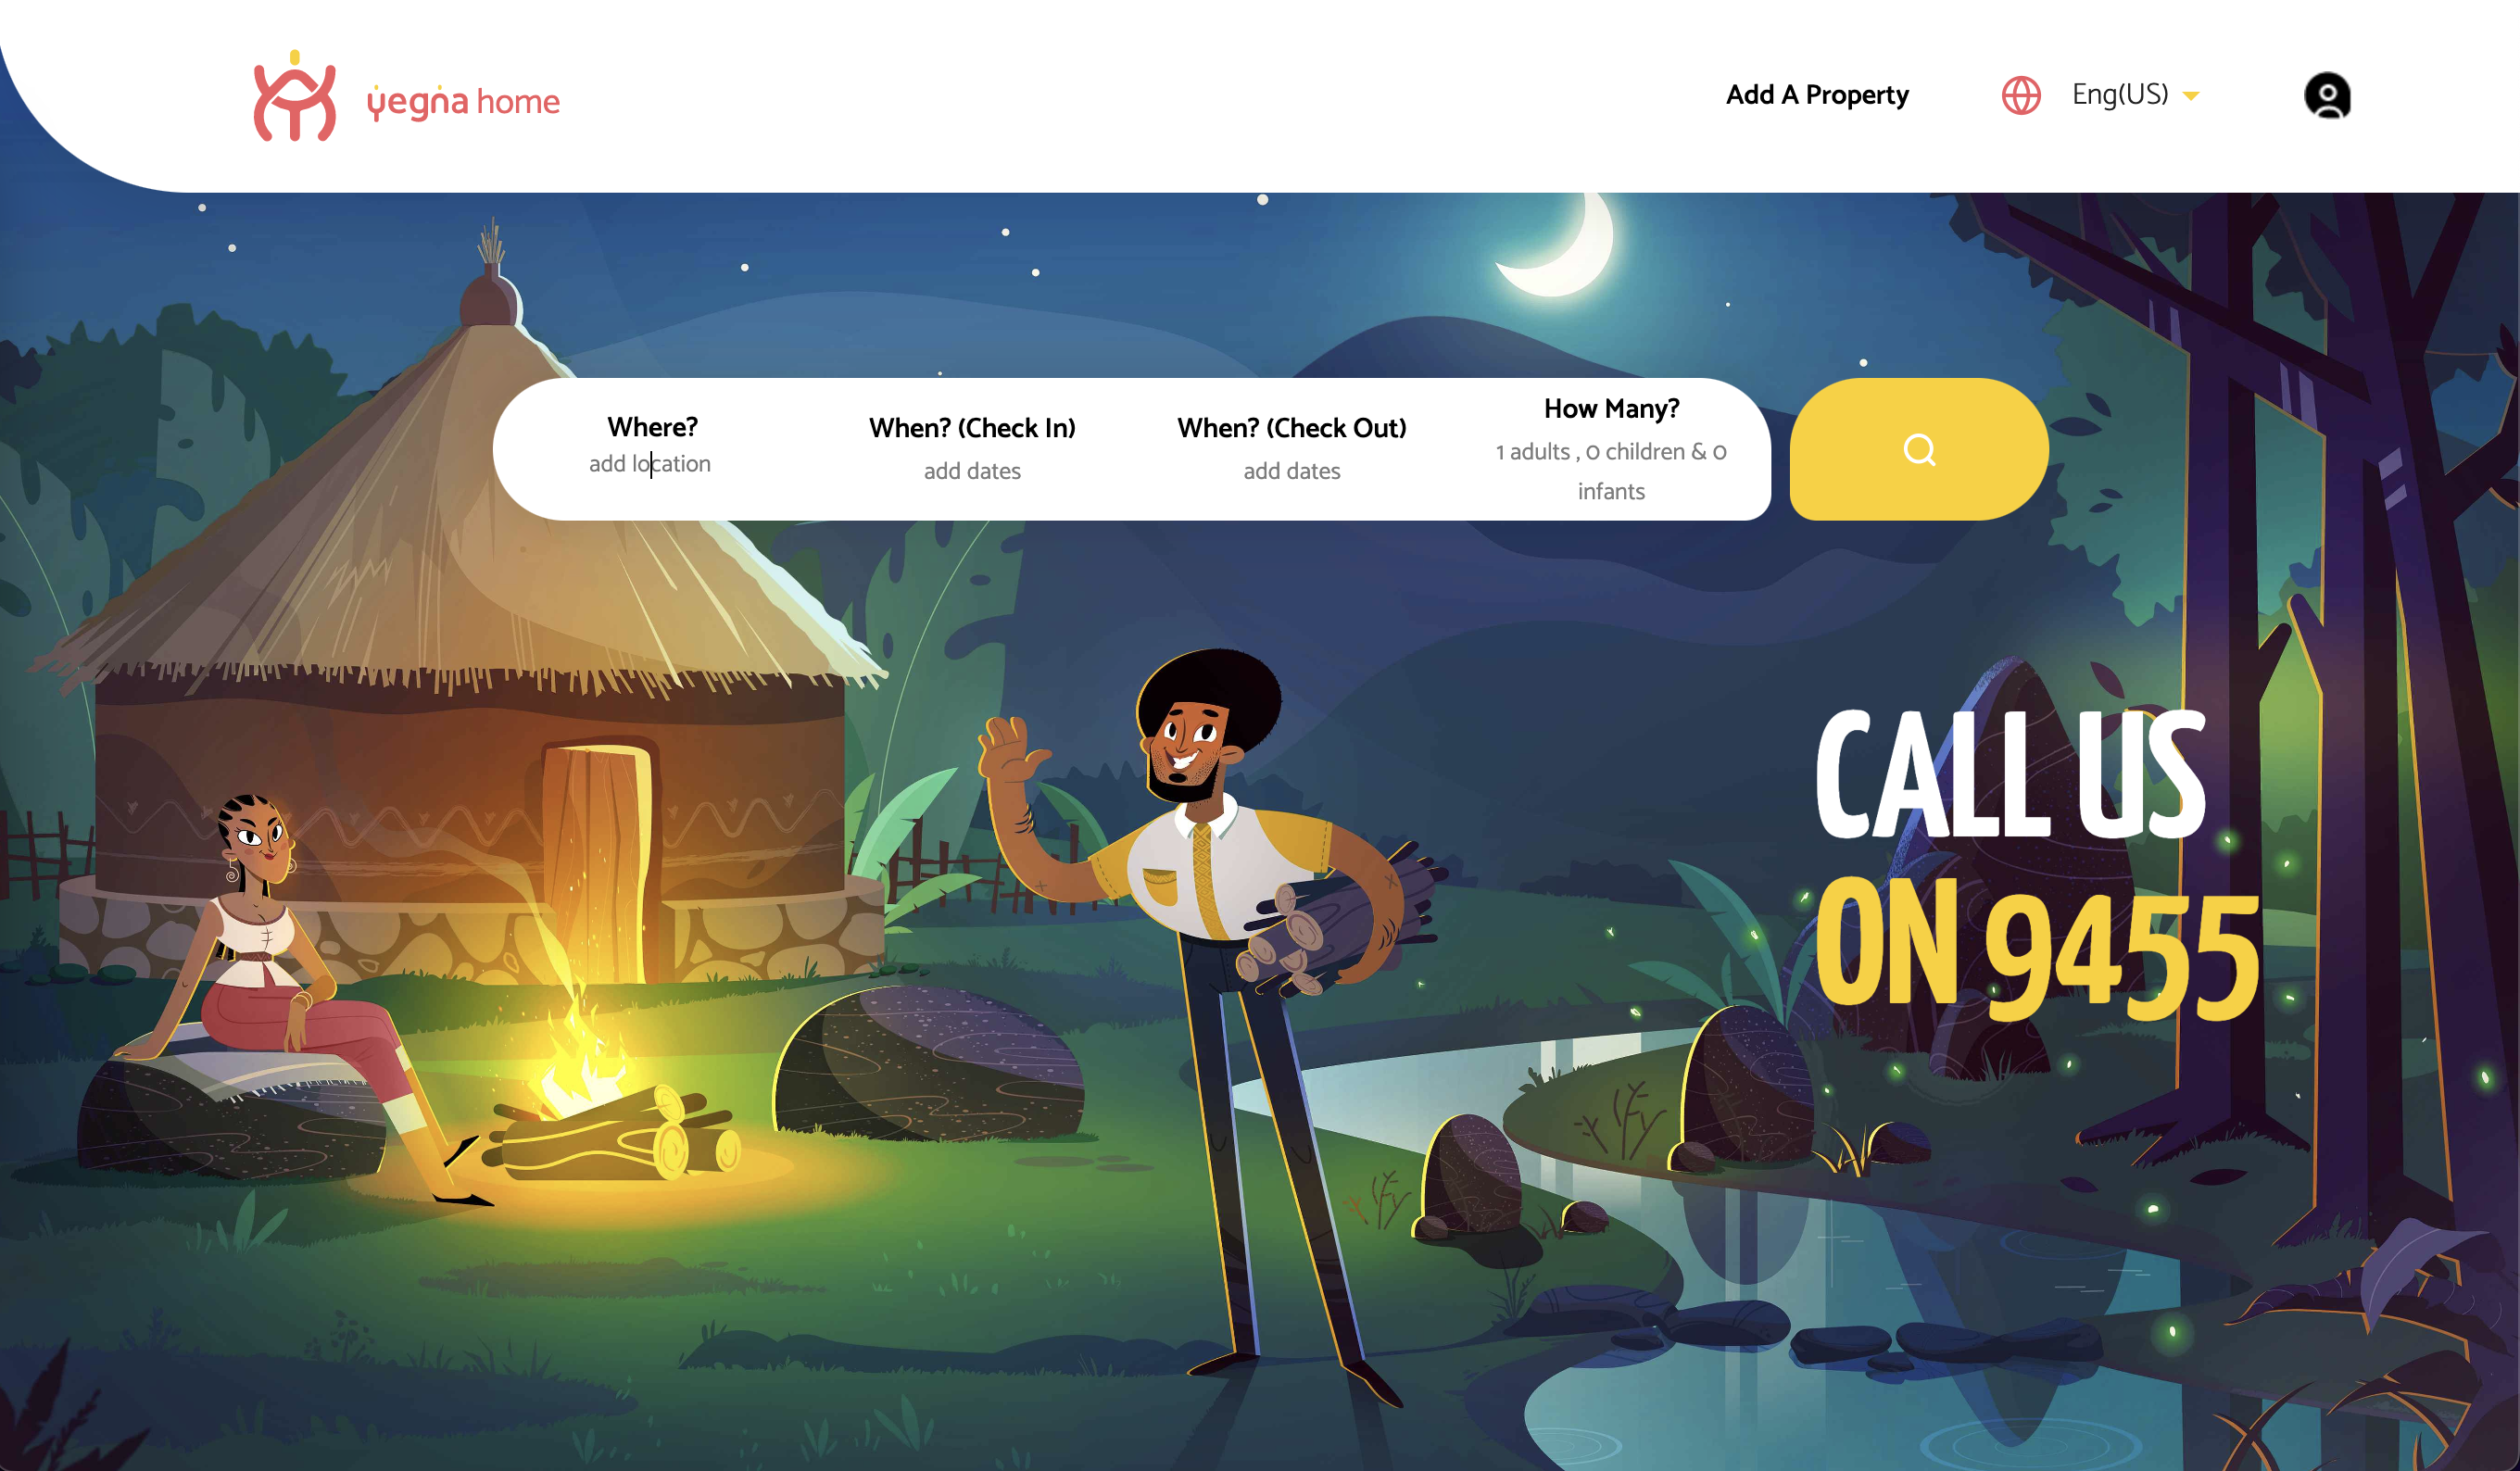 yegna home
Add A Property
Eng(US)
Where?
add location
When? (Check In)
add dates
When? (Check Out)
add dates
How Many?
1 adults , 0 children & 0
infants
CALL US
ON 9455